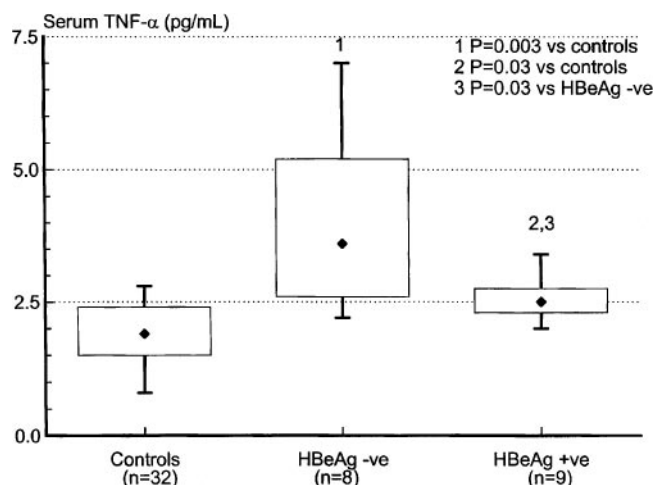 Serum TNF-α (pg/mL)
7.5
1
1 P=0.003 vs controls
2 P=0.03 vs controls
3 P=0.03 vs HBeAg -ve
5.0
2,3
2.5
0.0
Controls
(n=32)
HBeAg -ve
(n=8)
HBeAg +ve
(n=9)